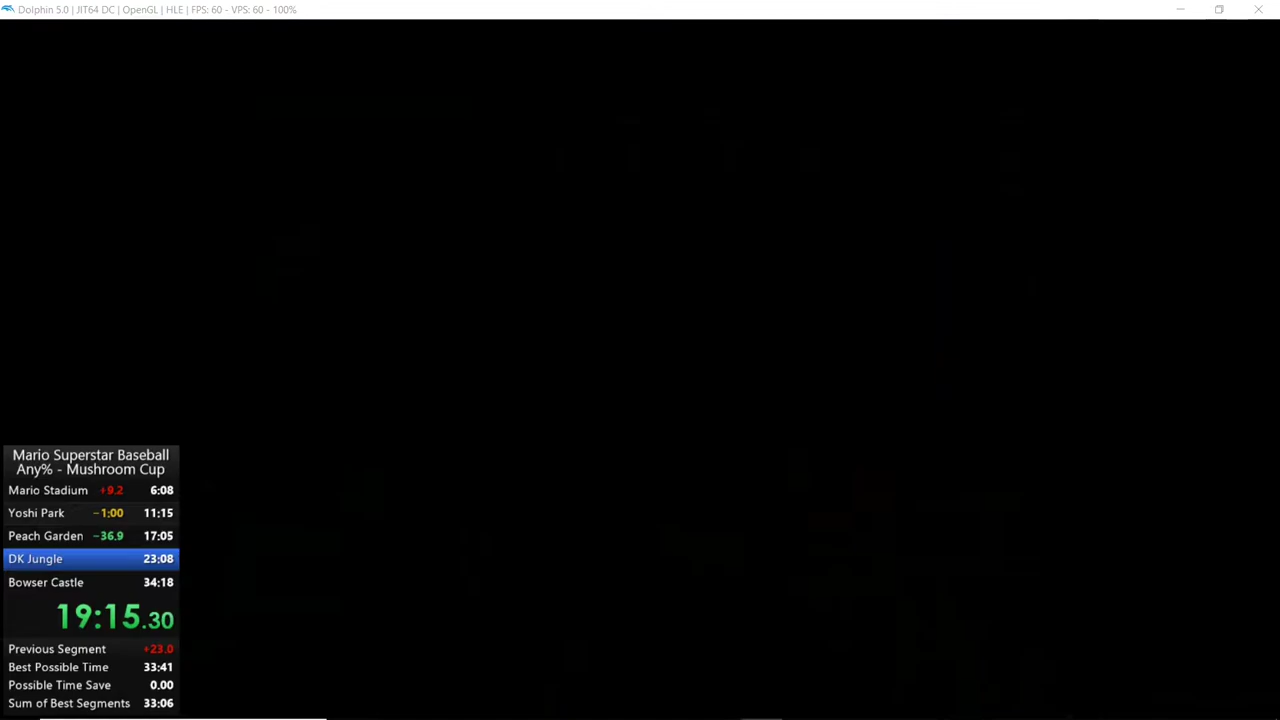 Dolphin 5.0 | JIT64 DC | OpenGL | HLE | FPS: 60 - VPS: 60 - 100%
Mario Superstar Baseball
Any% - Mushroom Cup
Mario Stadium +9.2 6:08
Yoshi Park −1:00 11:15
Peach Garden −36.9 17:05
DK Jungle 23:08
Bowser Castle 34:18
19:15.30
Previous Segment +23.0
Best Possible Time 33:41
Possible Time Save 0.00
Sum of Best Segments 33:06